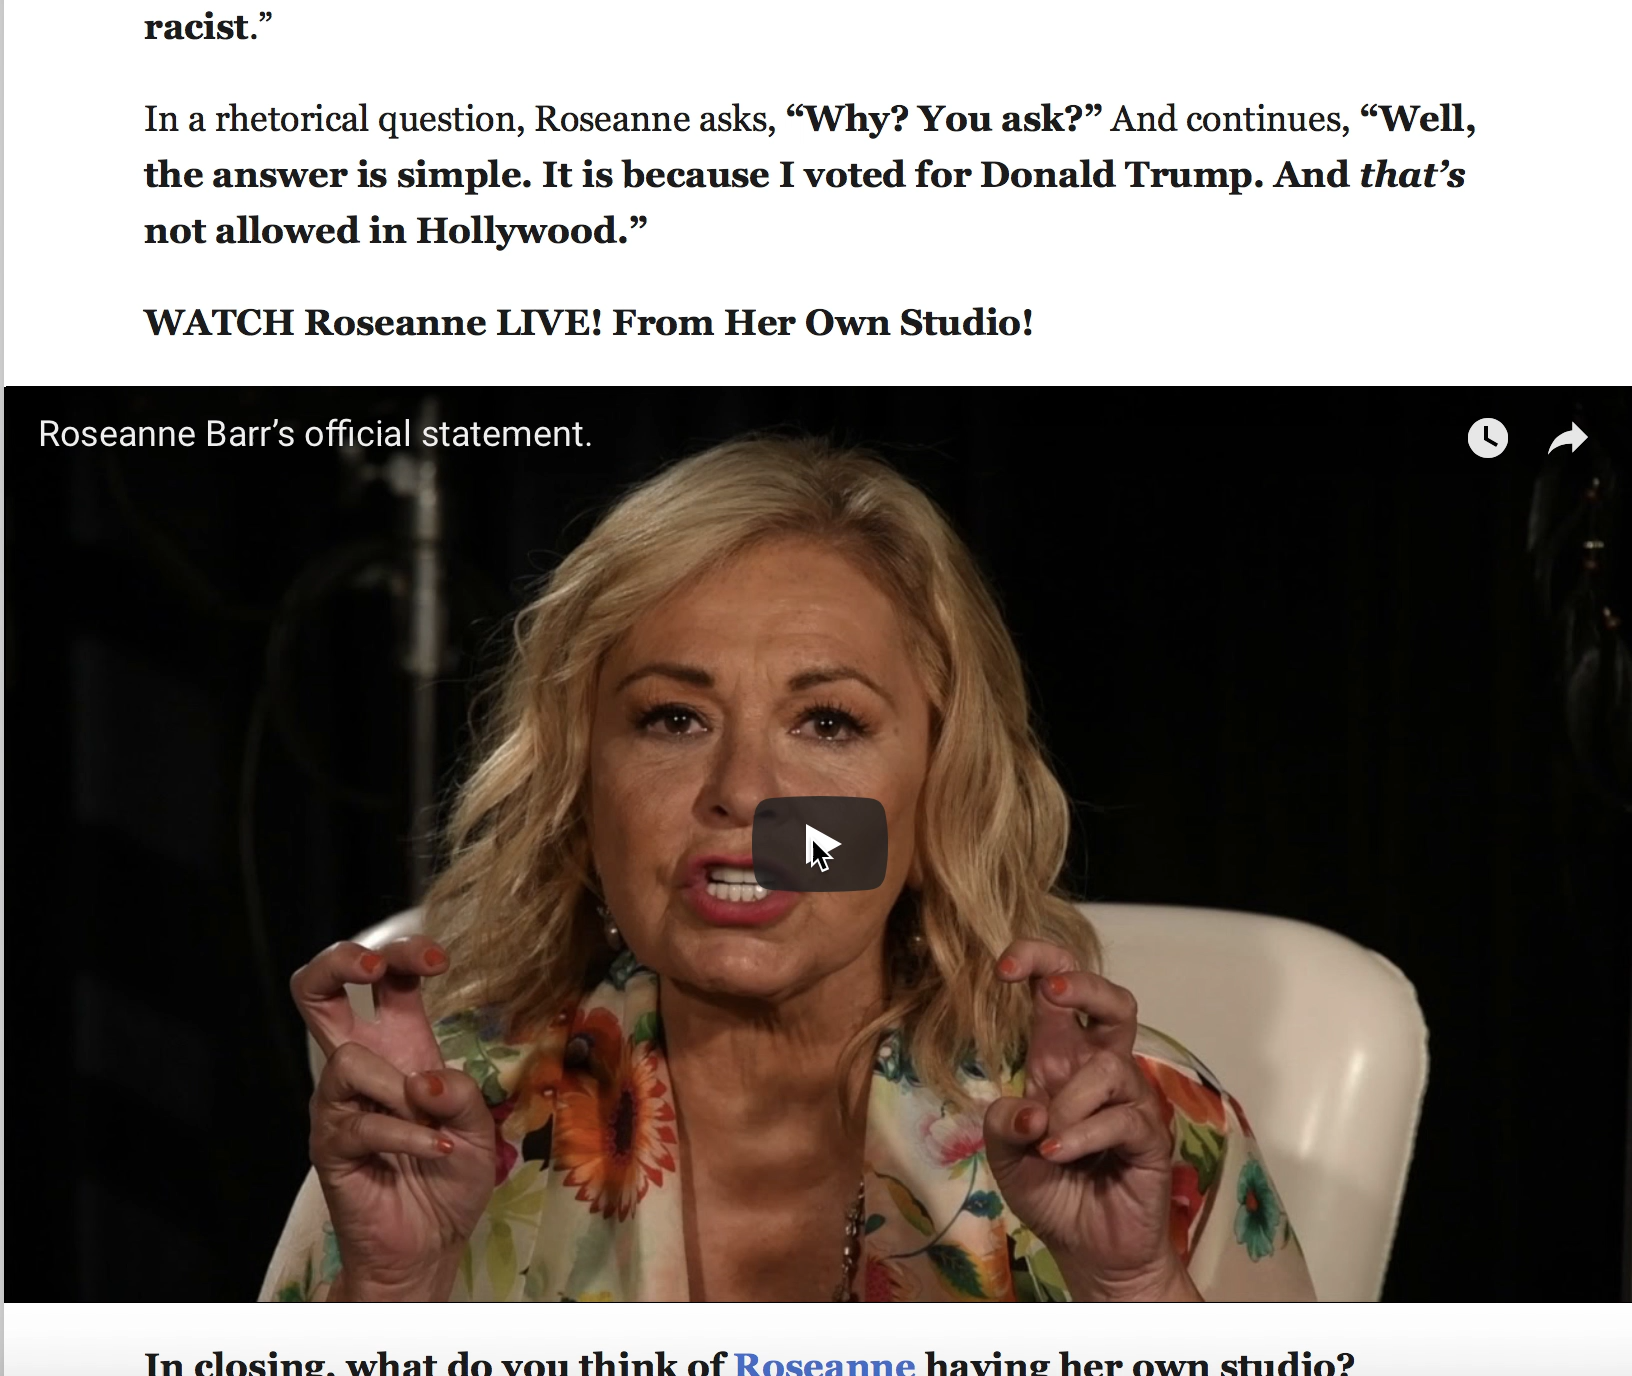 racist.”
In a rhetorical question, Roseanne asks, “Why? You ask?” And continues, “Well,
the answer is simple. It is because I voted for Donald Trump. And that’s
not allowed in Hollywood.”
WATCH Roseanne LIVE! From Her Own Studio!
Roseanne Barr’s official statement.
In closing, what do you think of Roseanne having her own studio?